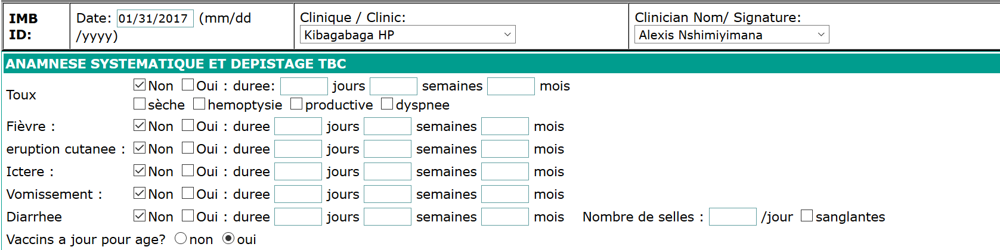 IMB ID: Date: 01/31/2017 (mm/dd /yyyy) Clinique / Clinic: Kibagabaga HP Clinician Nom/ Signature: Alexis Nshimiyimana
ANAMNESE SYSTEMATIQUE ET DEPISTAGE TBC
Toux Non Oui : duree: jours semaines mois
sèche hemoptysie productive dyspnee
Fièvre : Non Oui : duree jours semaines mois
eruption cutanee : Non Oui : duree jours semaines mois
Ictere : Non Oui : duree jours semaines mois
Vomissement : Non Oui : duree jours semaines mois
Diarrhee Non Oui : duree jours semaines mois Nombre de selles : /jour sanglantes
Vaccins a jour pour age? non oui